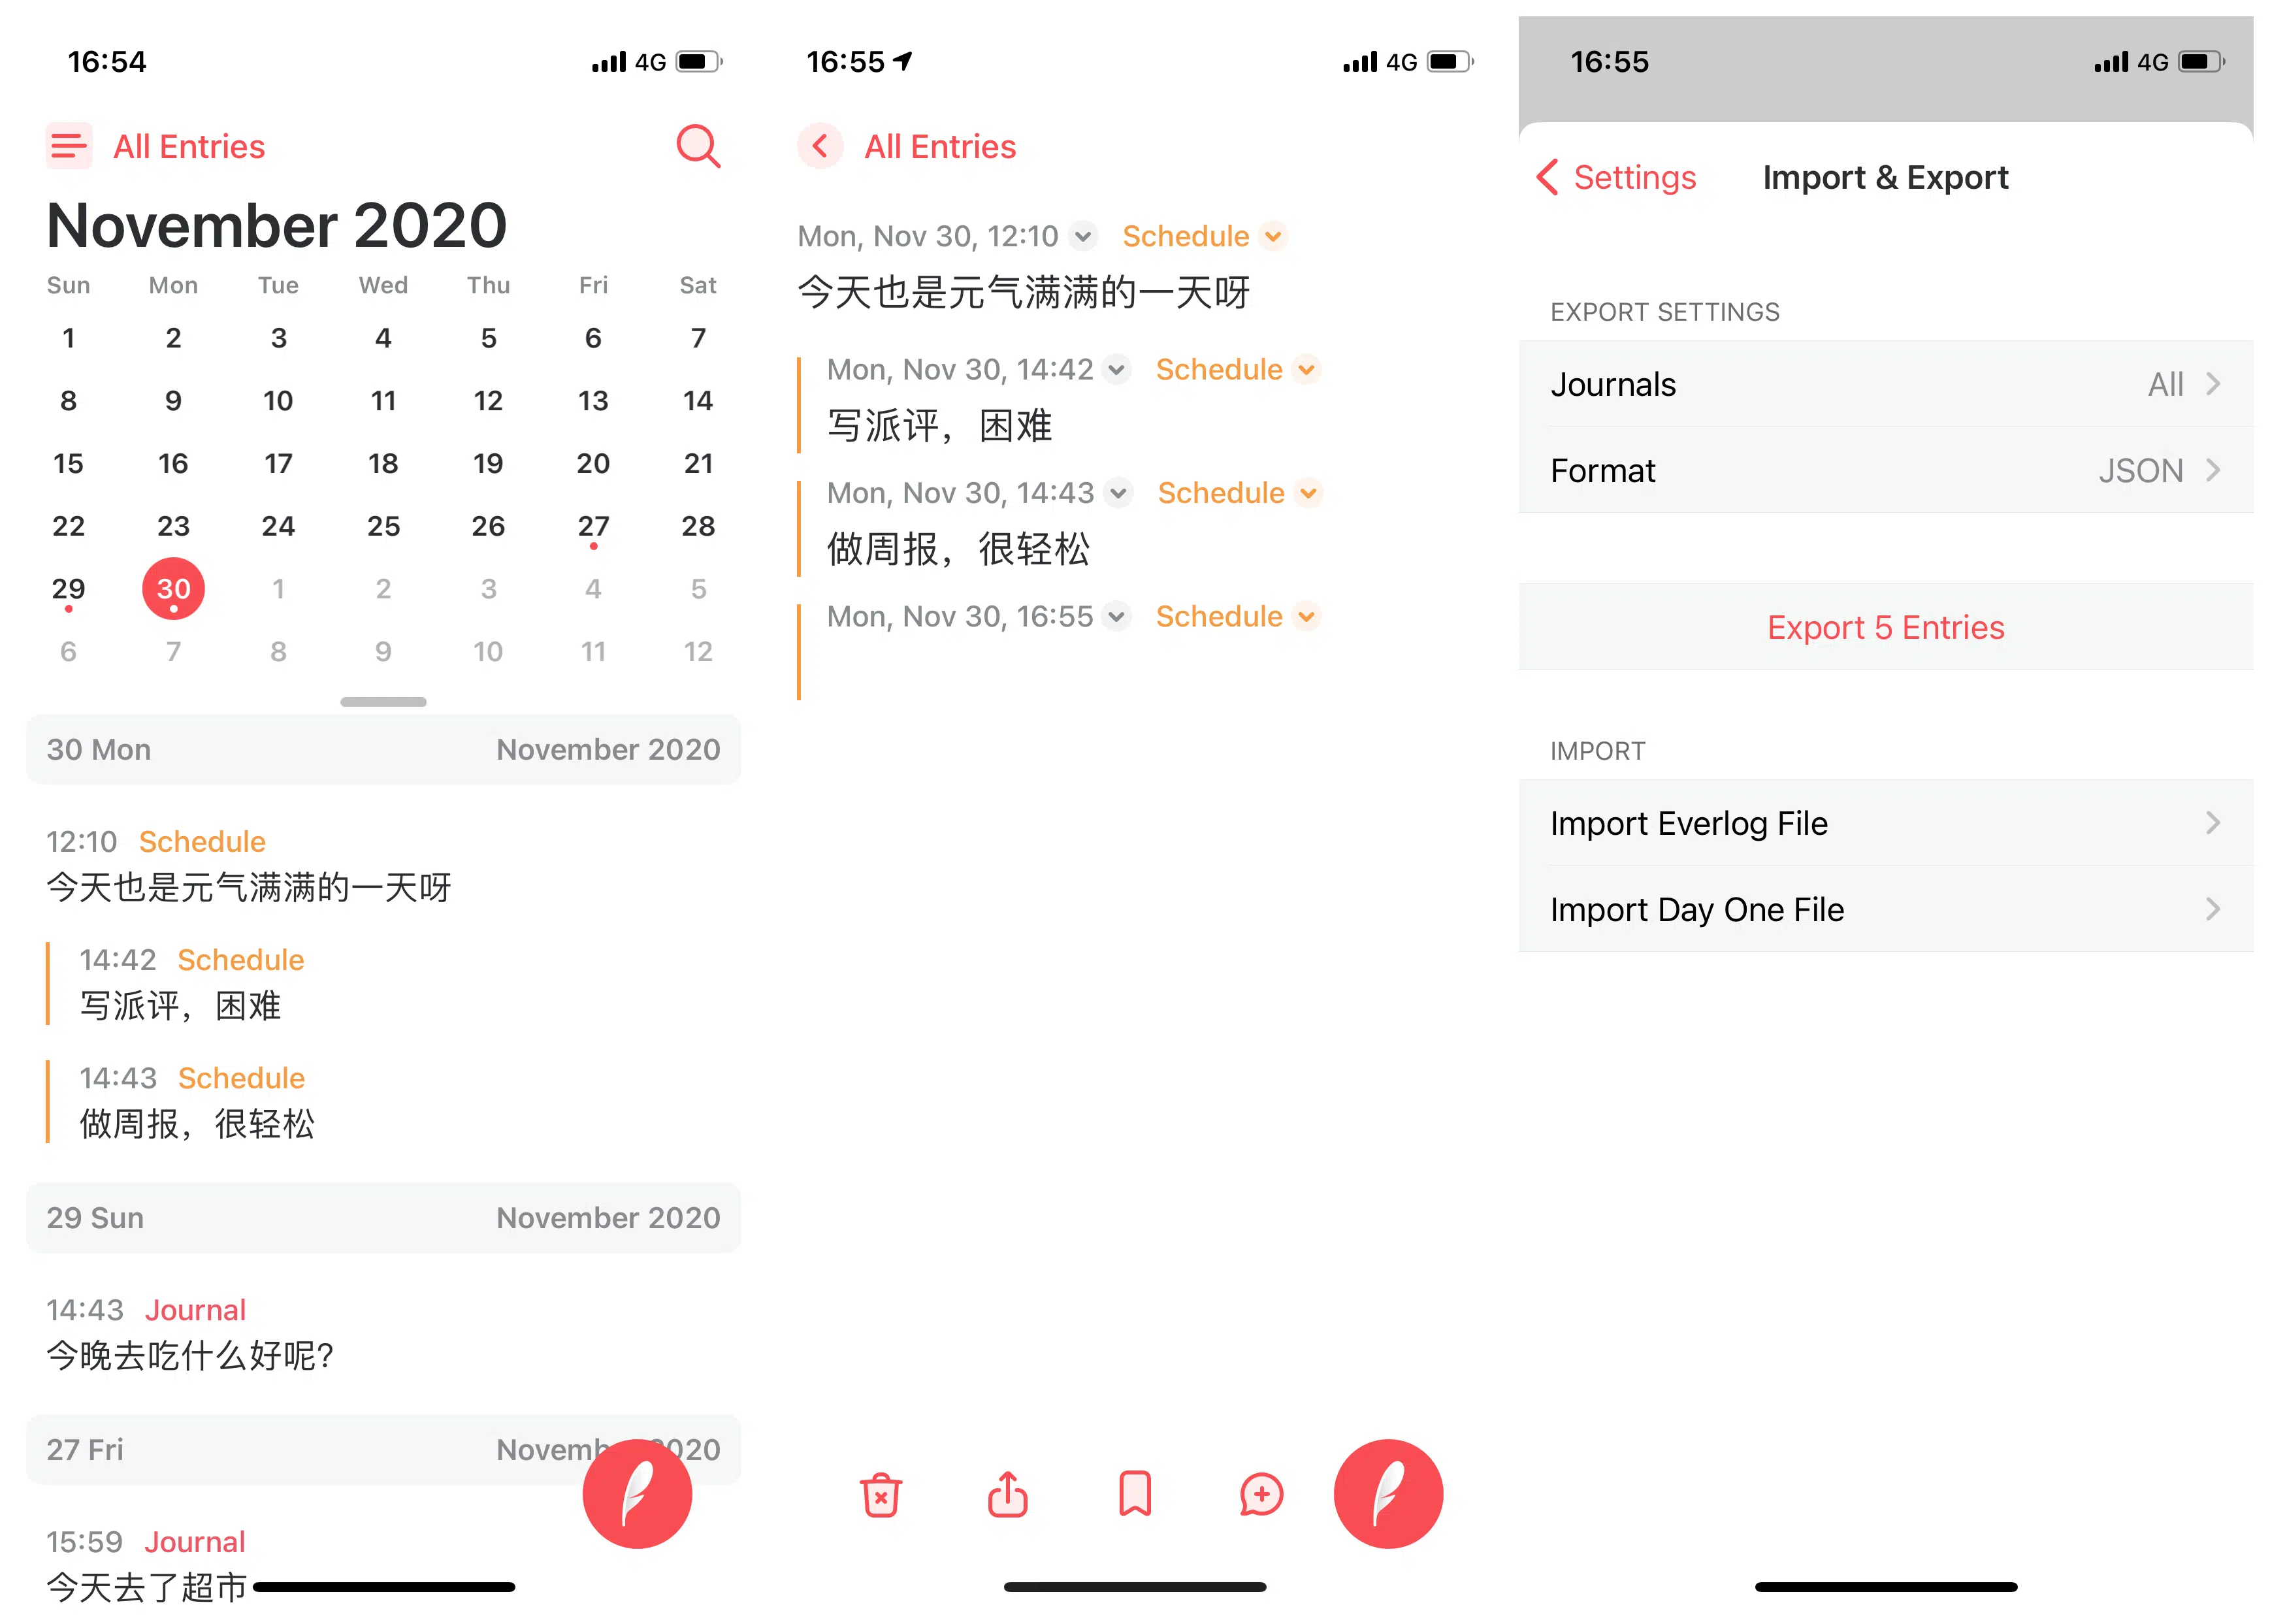 16:54 4G
All Entries
November 2020
Sun Mon Tue Wed Thu Fri Sat
1 2 3 4 5 6 7
8 9 10 11 12 13 14
15 16 17 18 19 20 21
22 23 24 25 26 27 28
29 30 1 2 3 4 5
6 7 8 9 10 11 12
30 Mon November 2020
12:10 Schedule
今天也是元气满满的一天呀
14:42 Schedule
写派评，困难
14:43 Schedule
做周报，很轻松
29 Sun November 2020
14:43 Journal
今晚去吃什么好呢？
27 Fri
15:59 Journal
今天去了超市
16:55 4G
All Entries
Mon, Nov 30, 12:10 Schedule
今天也是元气满满的一天呀
Mon, Nov 30, 14:42 Schedule
写派评，困难
Mon, Nov 30, 14:43 Schedule
做周报，很轻松
Mon, Nov 30, 16:55 Schedule
16:55 4G
Settings Import & Export
EXPORT SETTINGS
Journals All
Format JSON
Export 5 Entries
IMPORT
Import Everlog File
Import Day One File